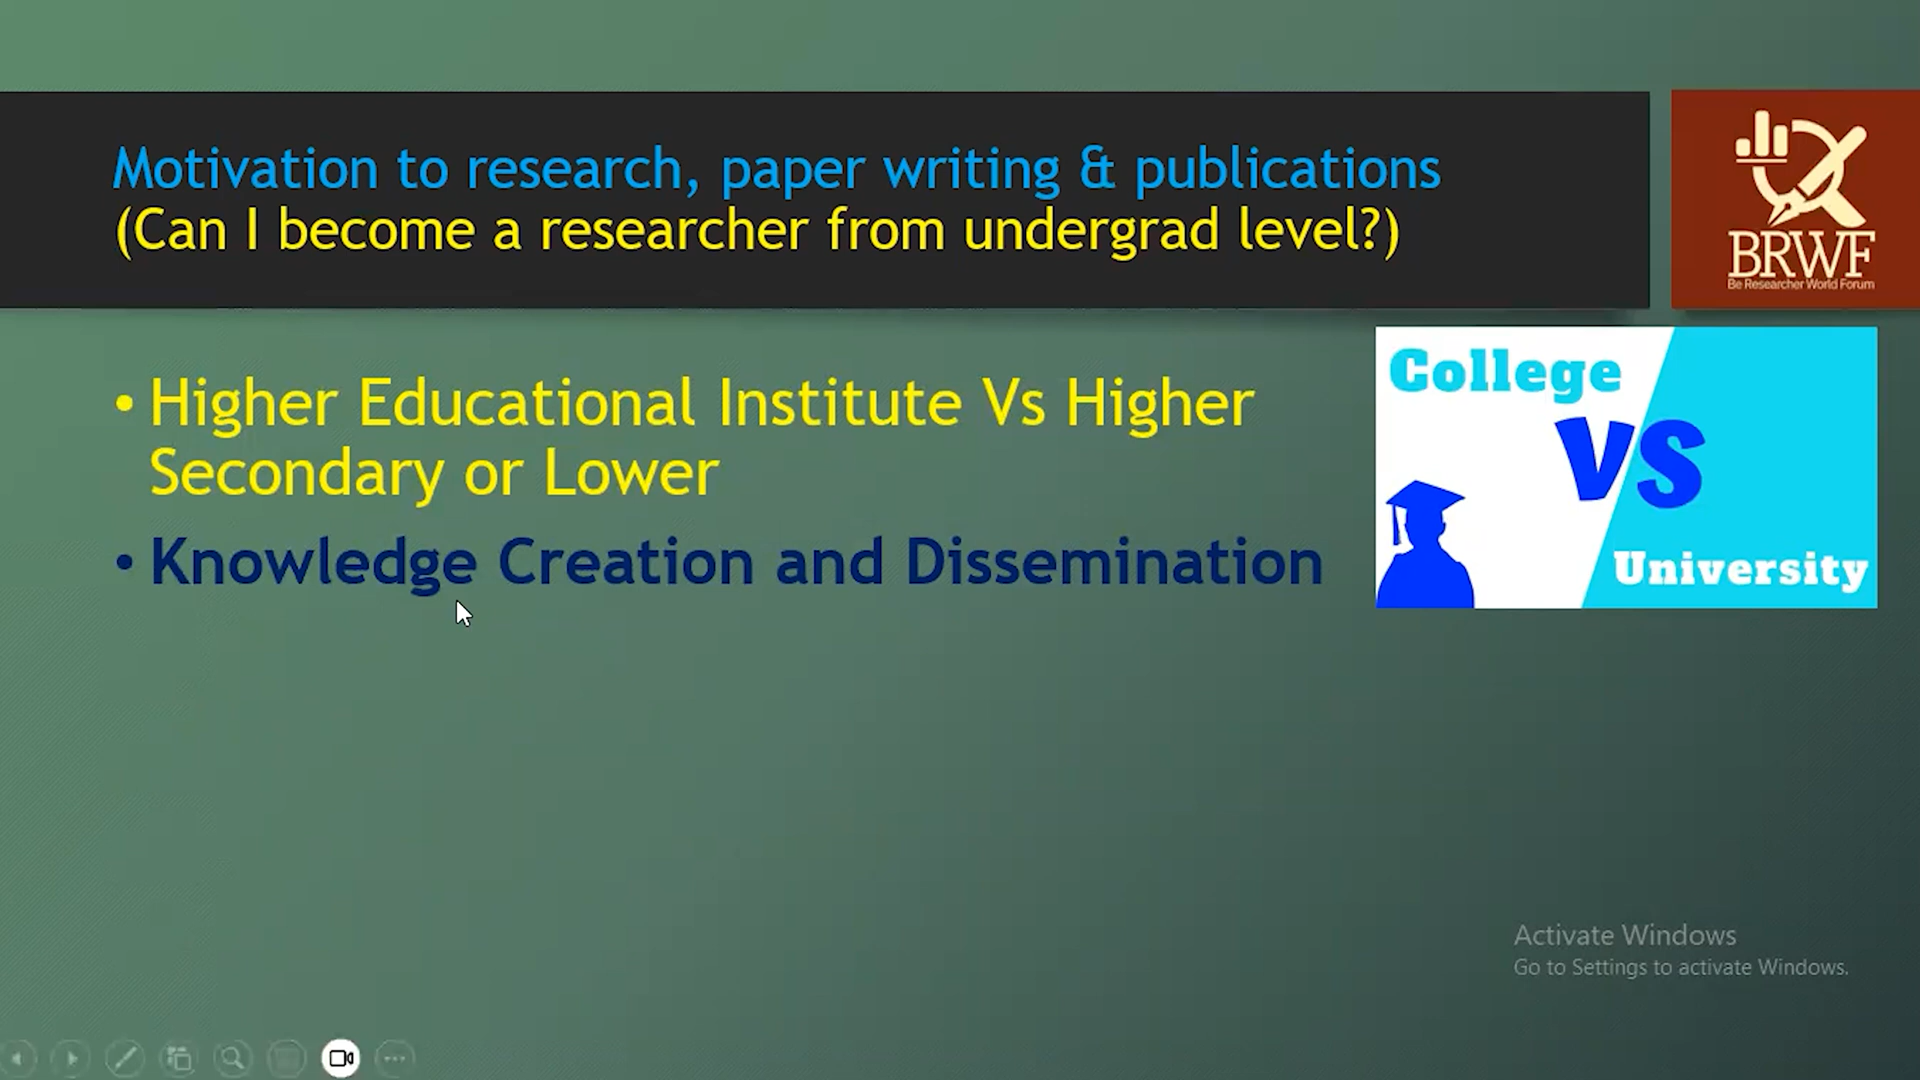 Motivation to research, paper writing & publications
(Can I become a researcher from undergrad level?)
BRWF
Be Researcher World Forum
• Higher Educational Institute Vs Higher
Secondary or Lower
• Knowledge Creation and Dissemination
College
VS
University
Activate Windows
Go to Settings to activate Windows.